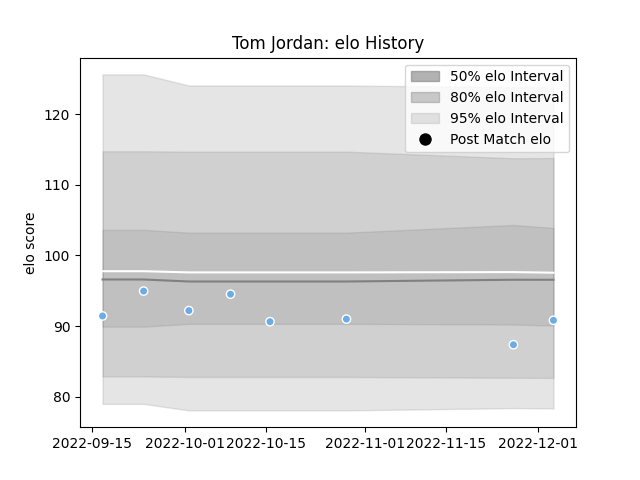 Tom Jordan: elo History
50% elo Interval
80% elo Interval
95% elo Interval
Post Match elo
elo score
120
110
100
90
80
2022-09-15 2022-10-01 2022-10-15 2022-11-01 2022-11-15 2022-12-01